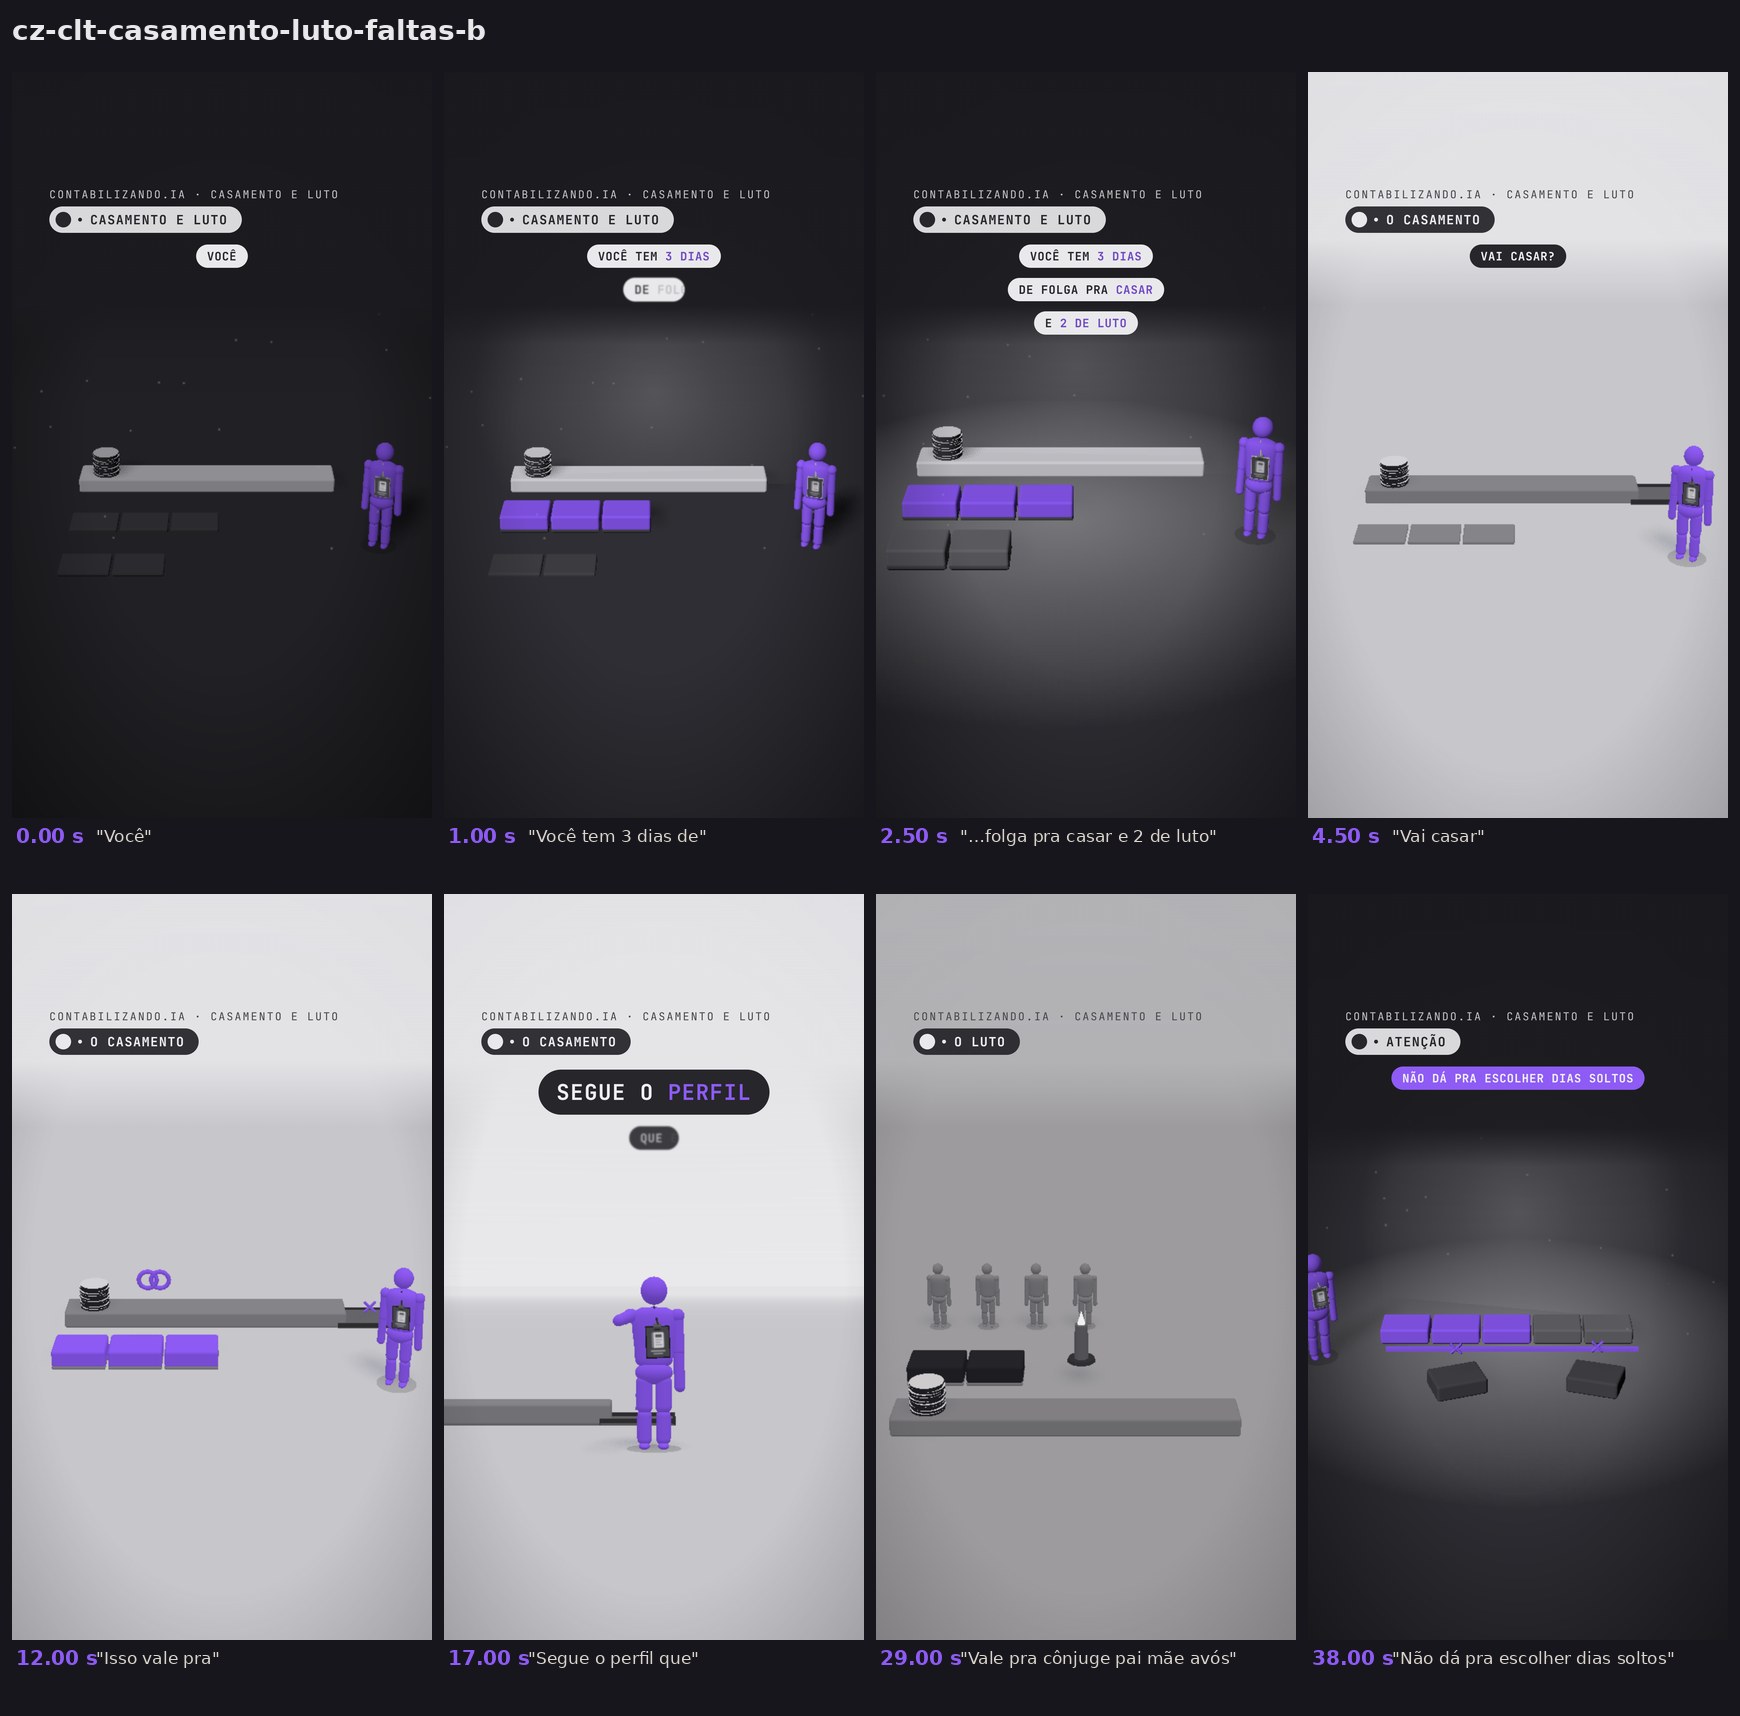 cz-clt-casamento-luto-faltas-b
CONTABILIZANDO.IA · CASAMENTO E LUTO
• CASAMENTO E LUTO
VOCÊ
0.00 s "Você"
CONTABILIZANDO.IA · CASAMENTO E LUTO
• CASAMENTO E LUTO
VOCÊ TEM 3 DIAS
DE FOL
1.00 s "Você tem 3 dias de"
CONTABILIZANDO.IA · CASAMENTO E LUTO
• CASAMENTO E LUTO
VOCÊ TEM 3 DIAS
DE FOLGA PRA CASAR
E 2 DE LUTO
2.50 s "...folga pra casar e 2 de luto"
CONTABILIZANDO.IA · CASAMENTO E LUTO
• O CASAMENTO
VAI CASAR?
4.50 s "Vai casar"
CONTABILIZANDO.IA · CASAMENTO E LUTO
• O CASAMENTO
12.00 s "Isso vale pra"
CONTABILIZANDO.IA · CASAMENTO E LUTO
• O CASAMENTO
SEGUE O PERFIL
QUE
17.00 s "Segue o perfil que"
CONTABILIZANDO.IA · CASAMENTO E LUTO
• O LUTO
29.00 s "Vale pra cônjuge pai mãe avós"
CONTABILIZANDO.IA · CASAMENTO E LUTO
• ATENÇÃO
NÃO DÁ PRA ESCOLHER DIAS SOLTOS
38.00 s "Não dá pra escolher dias soltos"